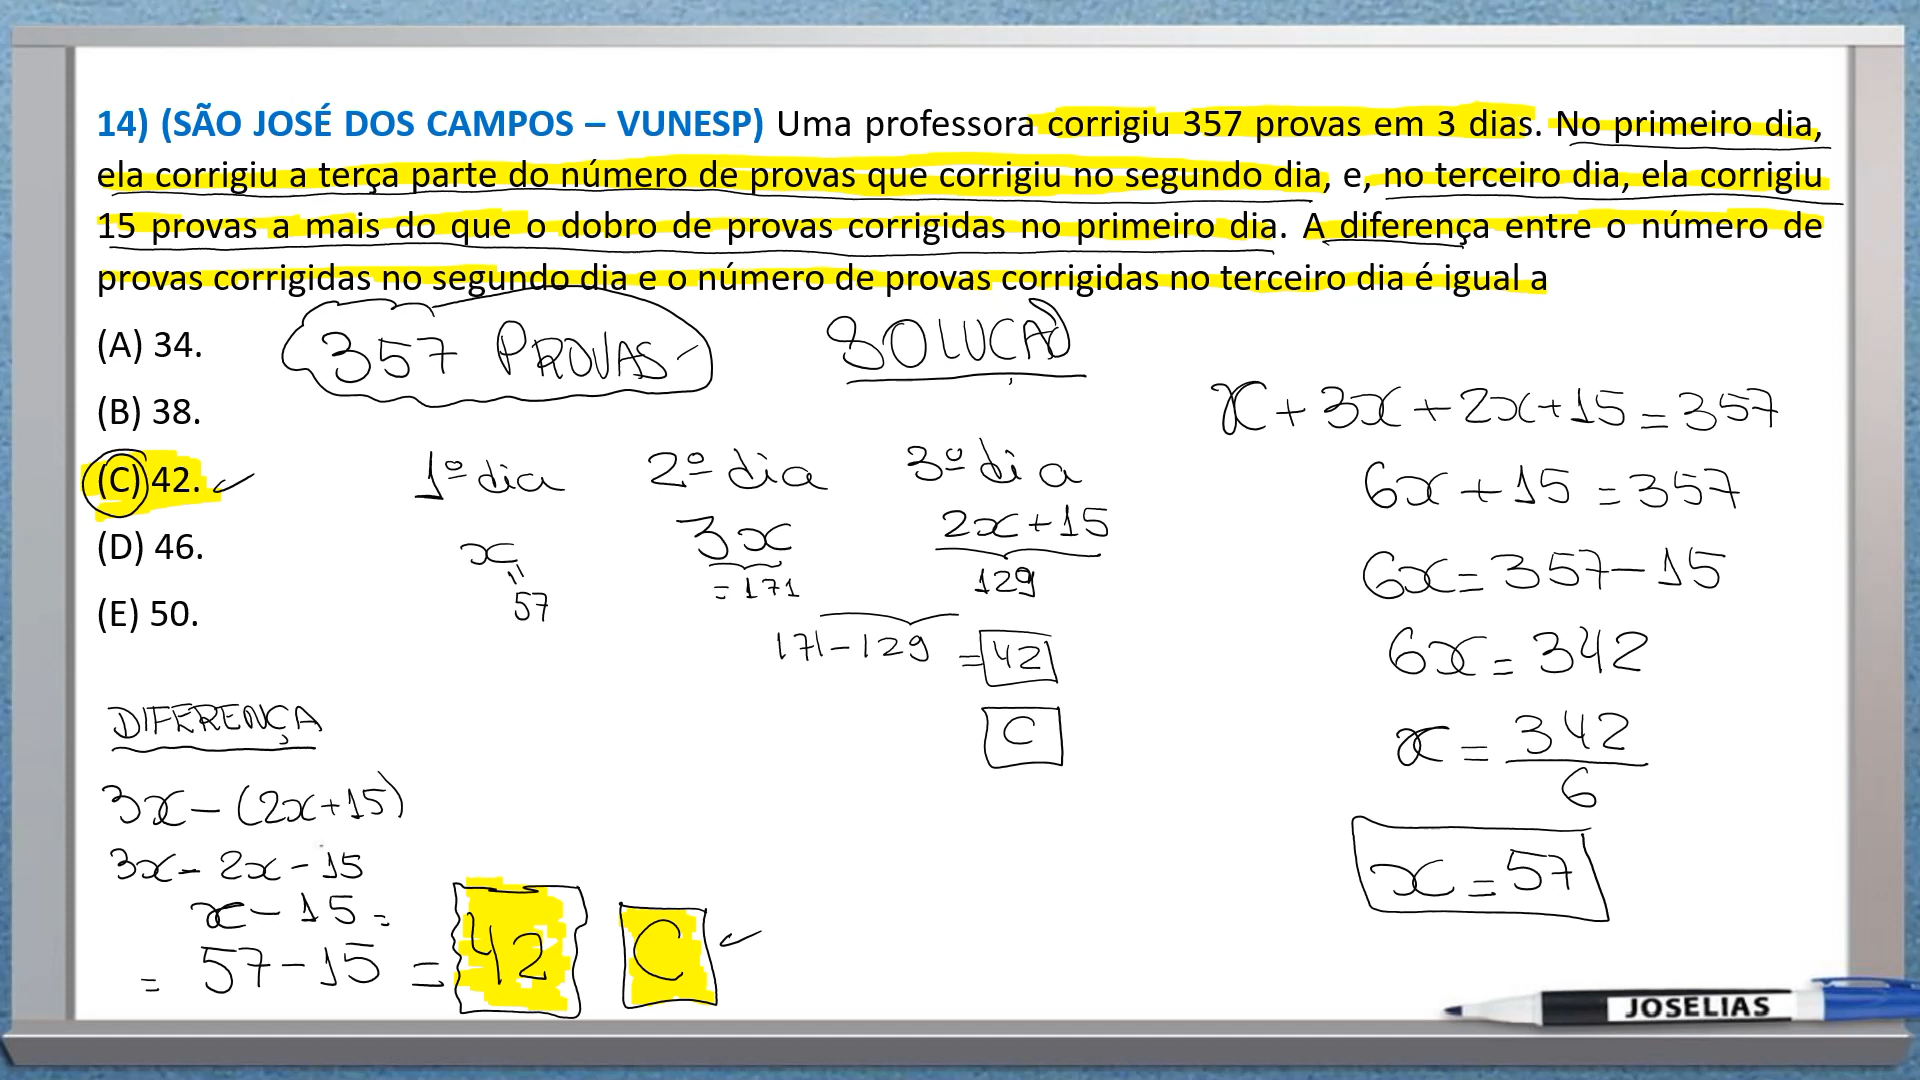 14) (SÃO JOSÉ DOS CAMPOS – VUNESP) Uma professora corrigiu 357 provas em 3 dias. No primeiro dia,
ela corrigiu a terça parte do número de provas que corrigiu no segundo dia, e, no terceiro dia, ela corrigiu
15 provas a mais do que o dobro de provas corrigidas no primeiro dia. A diferença entre o número de
provas corrigidas no segundo dia e o número de provas corrigidas no terceiro dia é igual a
(A) 34.
(B) 38.
(C) 42.
(D) 46.
(E) 50.
357 PROVAS
SOLUÇÃO
1º dia 2º dia 3º dia
x 3x 2x+15
= 57 = 171 129
171-129 = 42
C
x+3x+2x+15=357
6x+15=357
6x=357-15
6x=342
x=342
6
x=57
DIFERENÇA
3x-(2x+15)
3x-2x-15
x-15=
=57-15=42 C
JOSELIAS